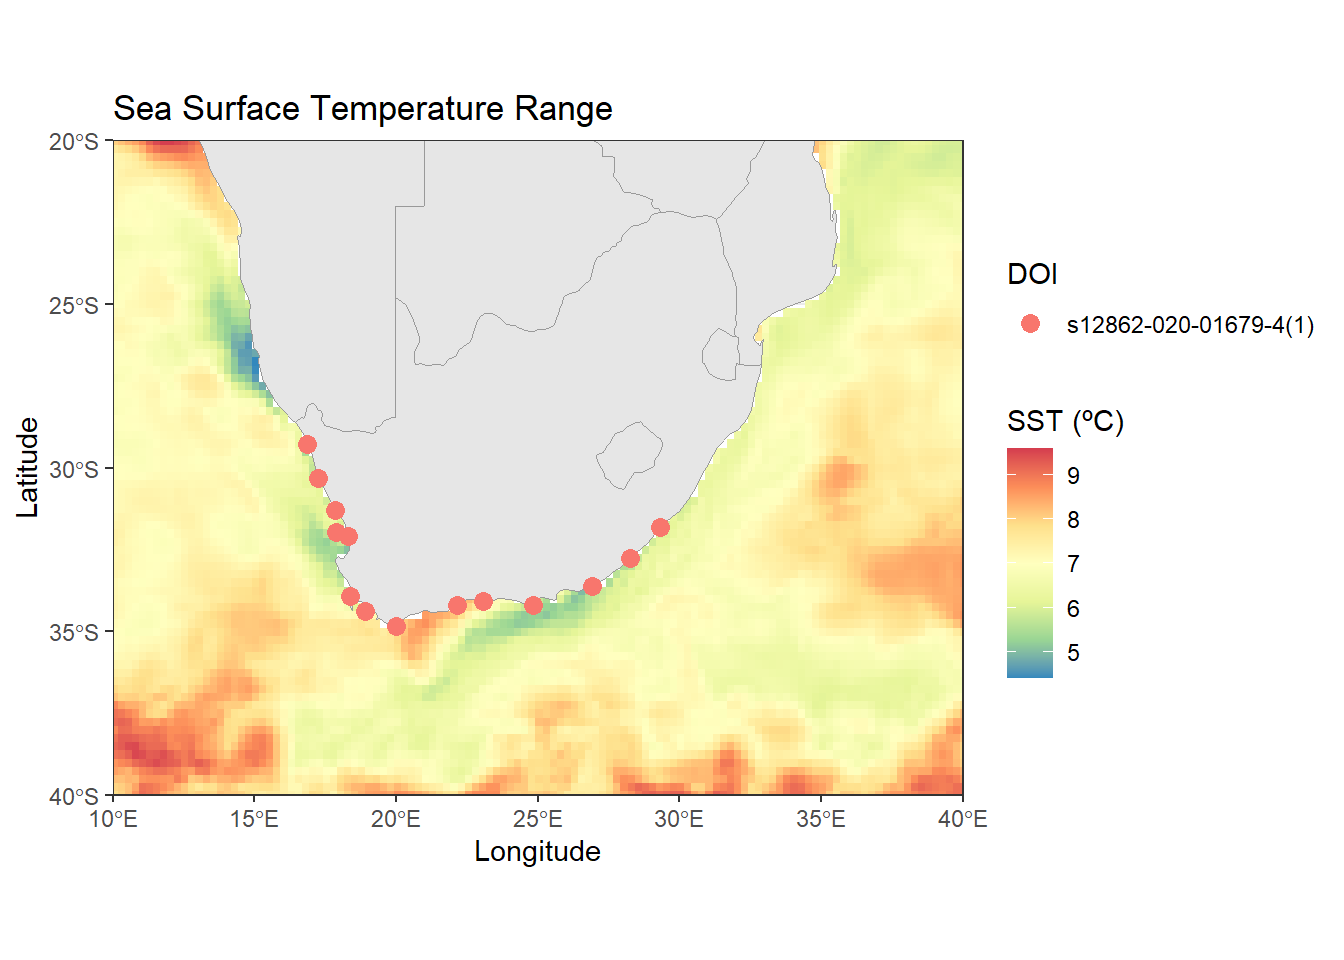 Sea Surface Temperature Range
20°S
25°S
30°S
35°S
40°S
Latitude
10°E
15°E
20°E
25°E
30°E
35°E
40°E
Longitude
DOI
s12862-020-01679-4(1)
SST (ºC)
9
8
7
6
5